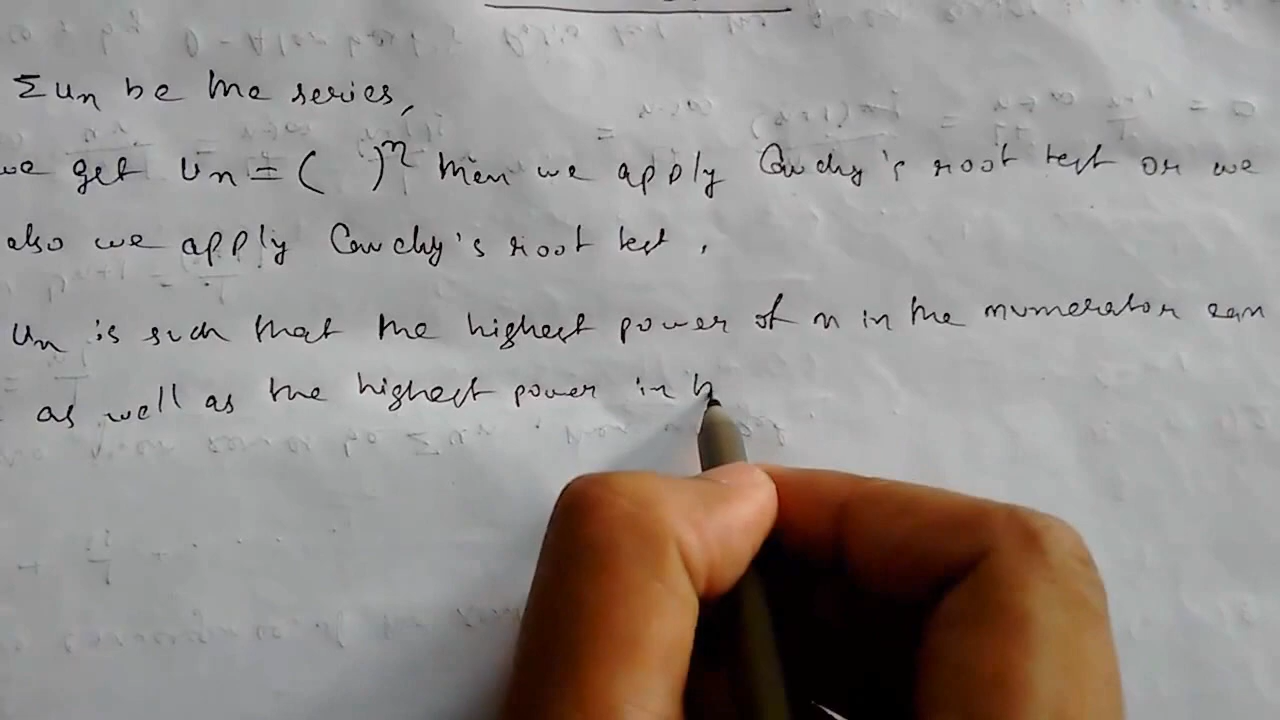 Σ un be the series,
we get Un = ( )^n then we apply Cauchy's root test or we
also we apply Cauchy's root test.
Un is such that the highest power of n in the numerator can
as well as the highest power in